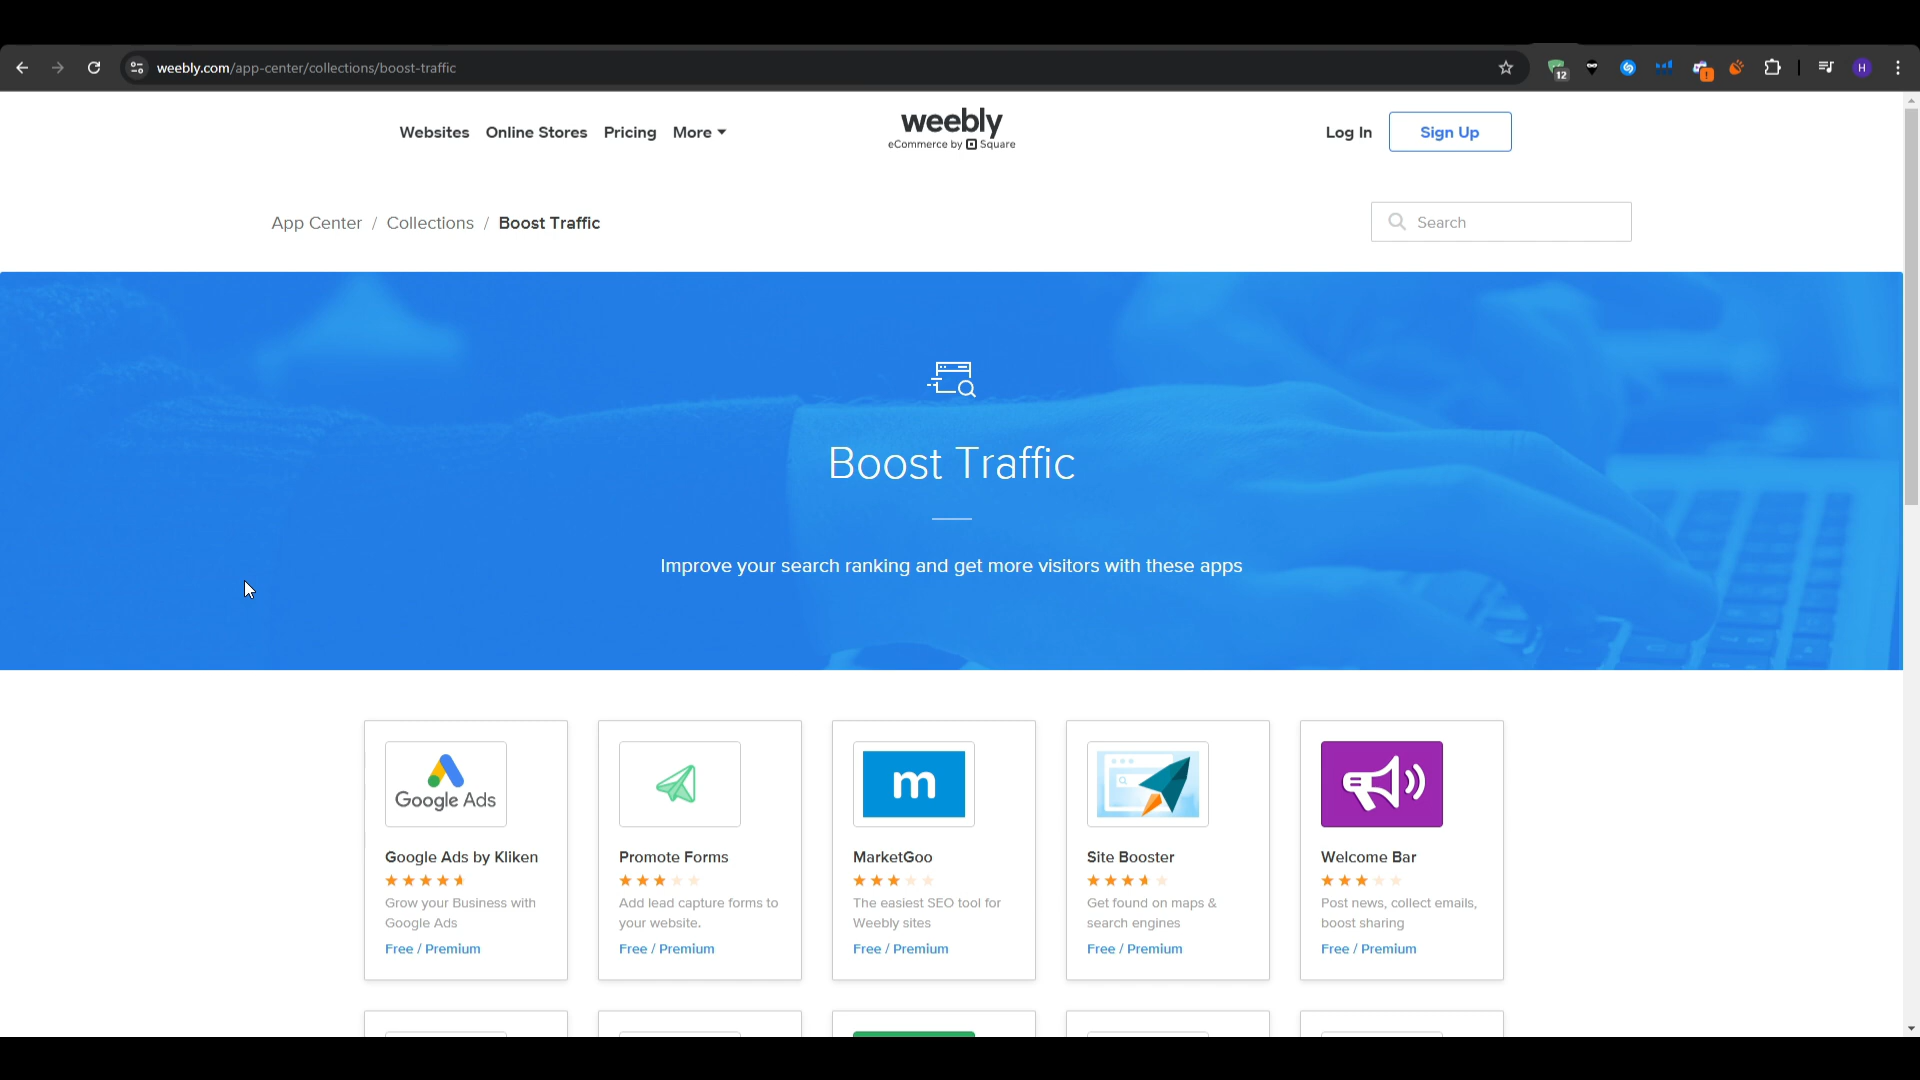 weebly.com/app-center/collections/boost-traffic
12
!
H
Websites Online Stores Pricing More
weebly
eCommerce by Square
Log In Sign Up
App Center / Collections / Boost Traffic
Search
Boost Traffic
Improve your search ranking and get more visitors with these apps
Google Ads
m
Google Ads by Kliken
Grow your Business with
Google Ads
Free / Premium
Promote Forms
Add lead capture forms to
your website.
Free / Premium
MarketGoo
The easiest SEO tool for
Weebly sites
Free / Premium
Site Booster
Get found on maps &
search engines
Free / Premium
Welcome Bar
Post news, collect emails,
boost sharing
Free / Premium